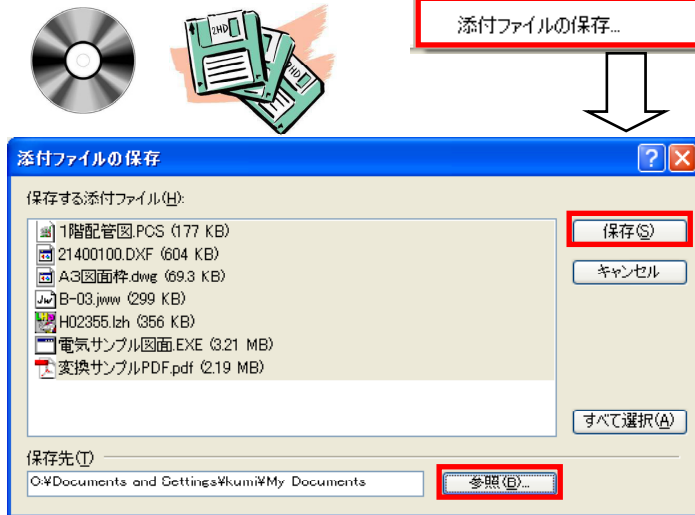 2HD
2HD
添付ファイルの保存...
添付ファイルの保存
保存する添付ファイル(H):
1階配管図.PCS (177 KB)
21400100.DXF (604 KB)
A3図面枠.dwg (69.3 KB)
B-03.jww (299 KB)
H02355.lzh (356 KB)
電気サンプル図面.EXE (3.21 MB)
変換サンプルPDF.pdf (2.19 MB)
保存(S)
キャンセル
すべて選択(A)
保存先(T)
C:¥Documents and Settings¥kumi¥My Documents
参照(B)...